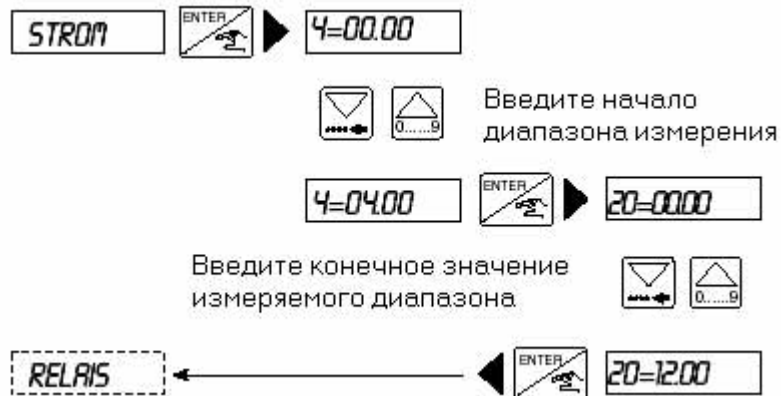 STROM ENTER 4=00.00
0.....9 Введите начало
диапазона измерения
4=04.00 ENTER 20=00.00
Введите конечное значение
измеряемого диапазона 0.....9
RELAIS ENTER 20=12.00